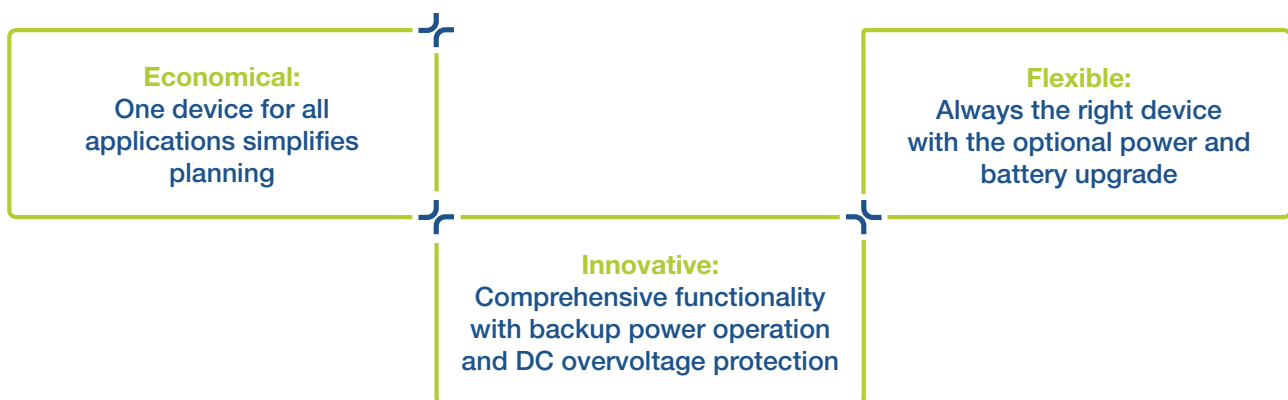 Economical:
One device for all
applications simplifies
planning
Innovative:
Comprehensive functionality
with backup power operation
and DC overvoltage protection
Flexible:
Always the right device
with the optional power and
battery upgrade